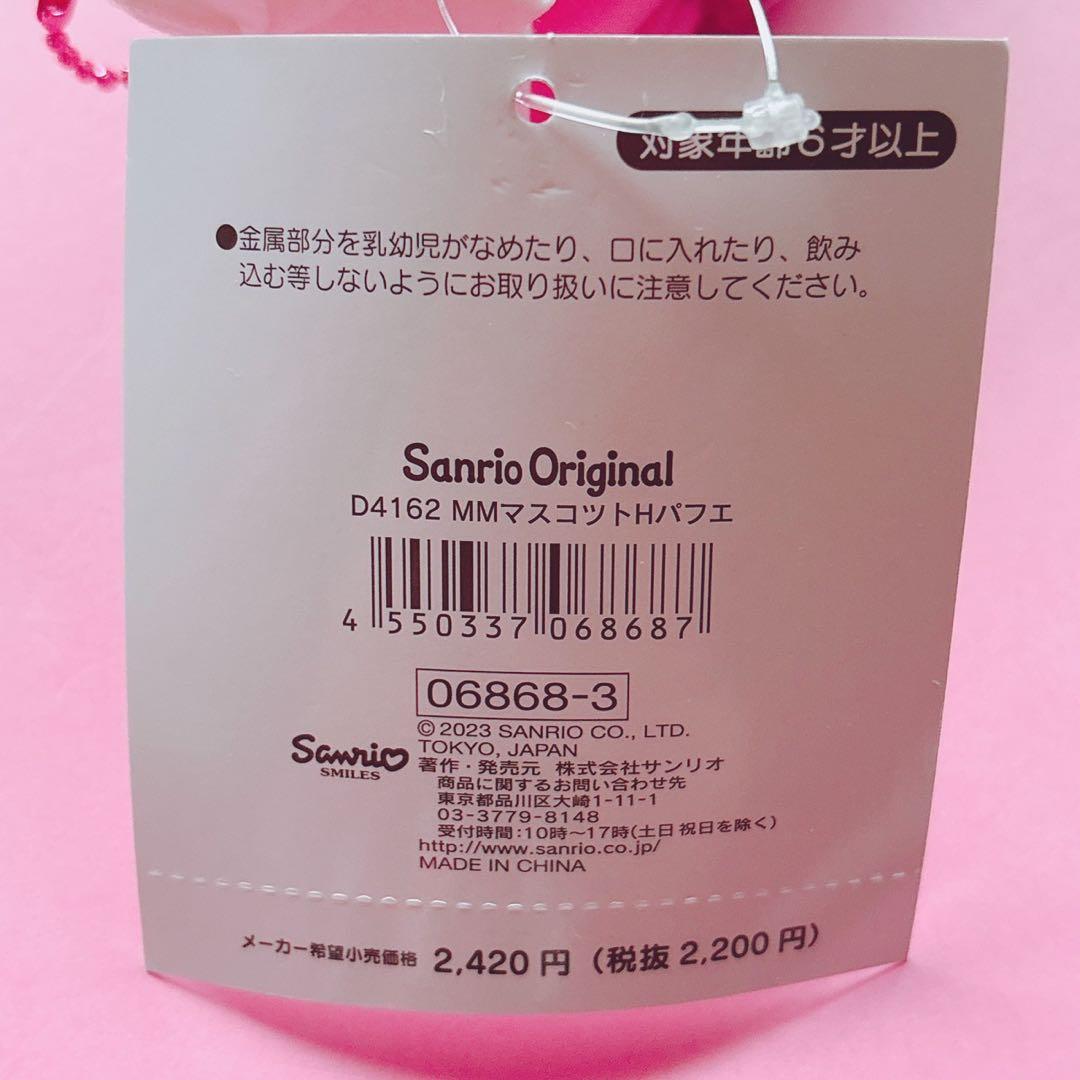 対象年齢6才以上
●金属部分を乳幼児がなめたり、口に入れたり、飲み
込む等しないようにお取り扱いに注意してください。
Sanrio Original
D4162 MMマスコツトHパフエ
4 550337 068687
06868-3
© 2023 SANRIO CO., LTD.
TOKYO, JAPAN
Sanrio
SMILES
著作・発売元 株式会社サンリオ
商品に関するお問い合わせ先
東京都品川区大崎1-11-1
03-3779-8148
受付時間:10時～17時(土日祝日を除く)
http://www.sanrio.co.jp/
MADE IN CHINA
メーカー希望小売価格 2,420円（税抜2,200円）